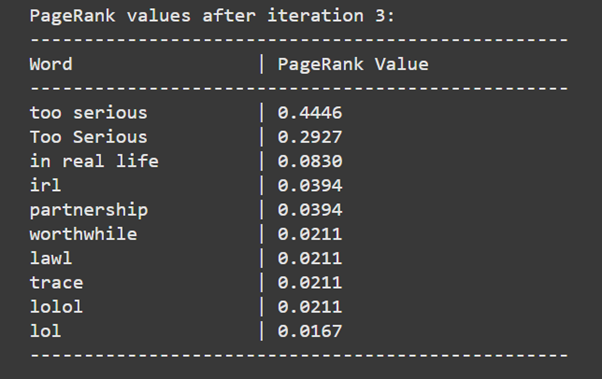 PageRank values after iteration 3:
--------------------------------------------------
Word | PageRank Value
--------------------------------------------------
too serious | 0.4446
Too Serious | 0.2927
in real life | 0.0830
irl | 0.0394
partnership | 0.0394
worthwhile | 0.0211
lawl | 0.0211
trace | 0.0211
lolol | 0.0211
lol | 0.0167
--------------------------------------------------